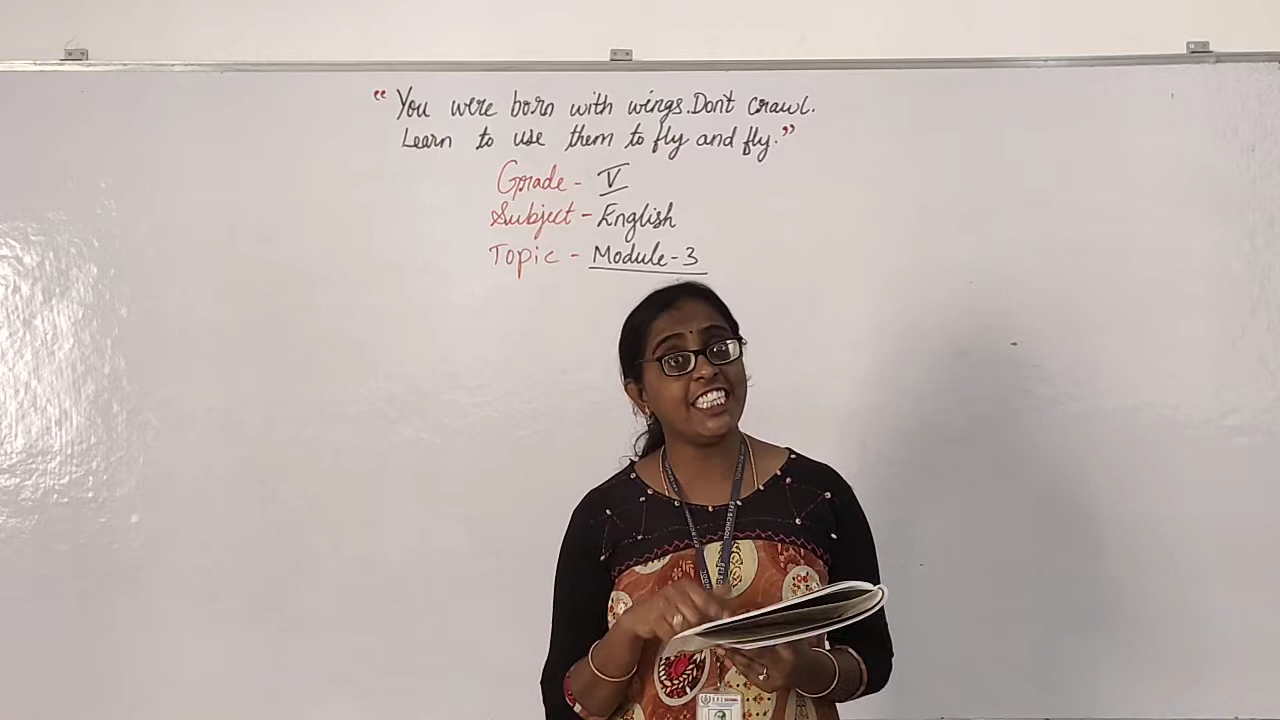 “You were born with wings. Don't crawl.
Learn to use them to fly and fly.”
Grade - V
Subject - English
Topic - Module-3